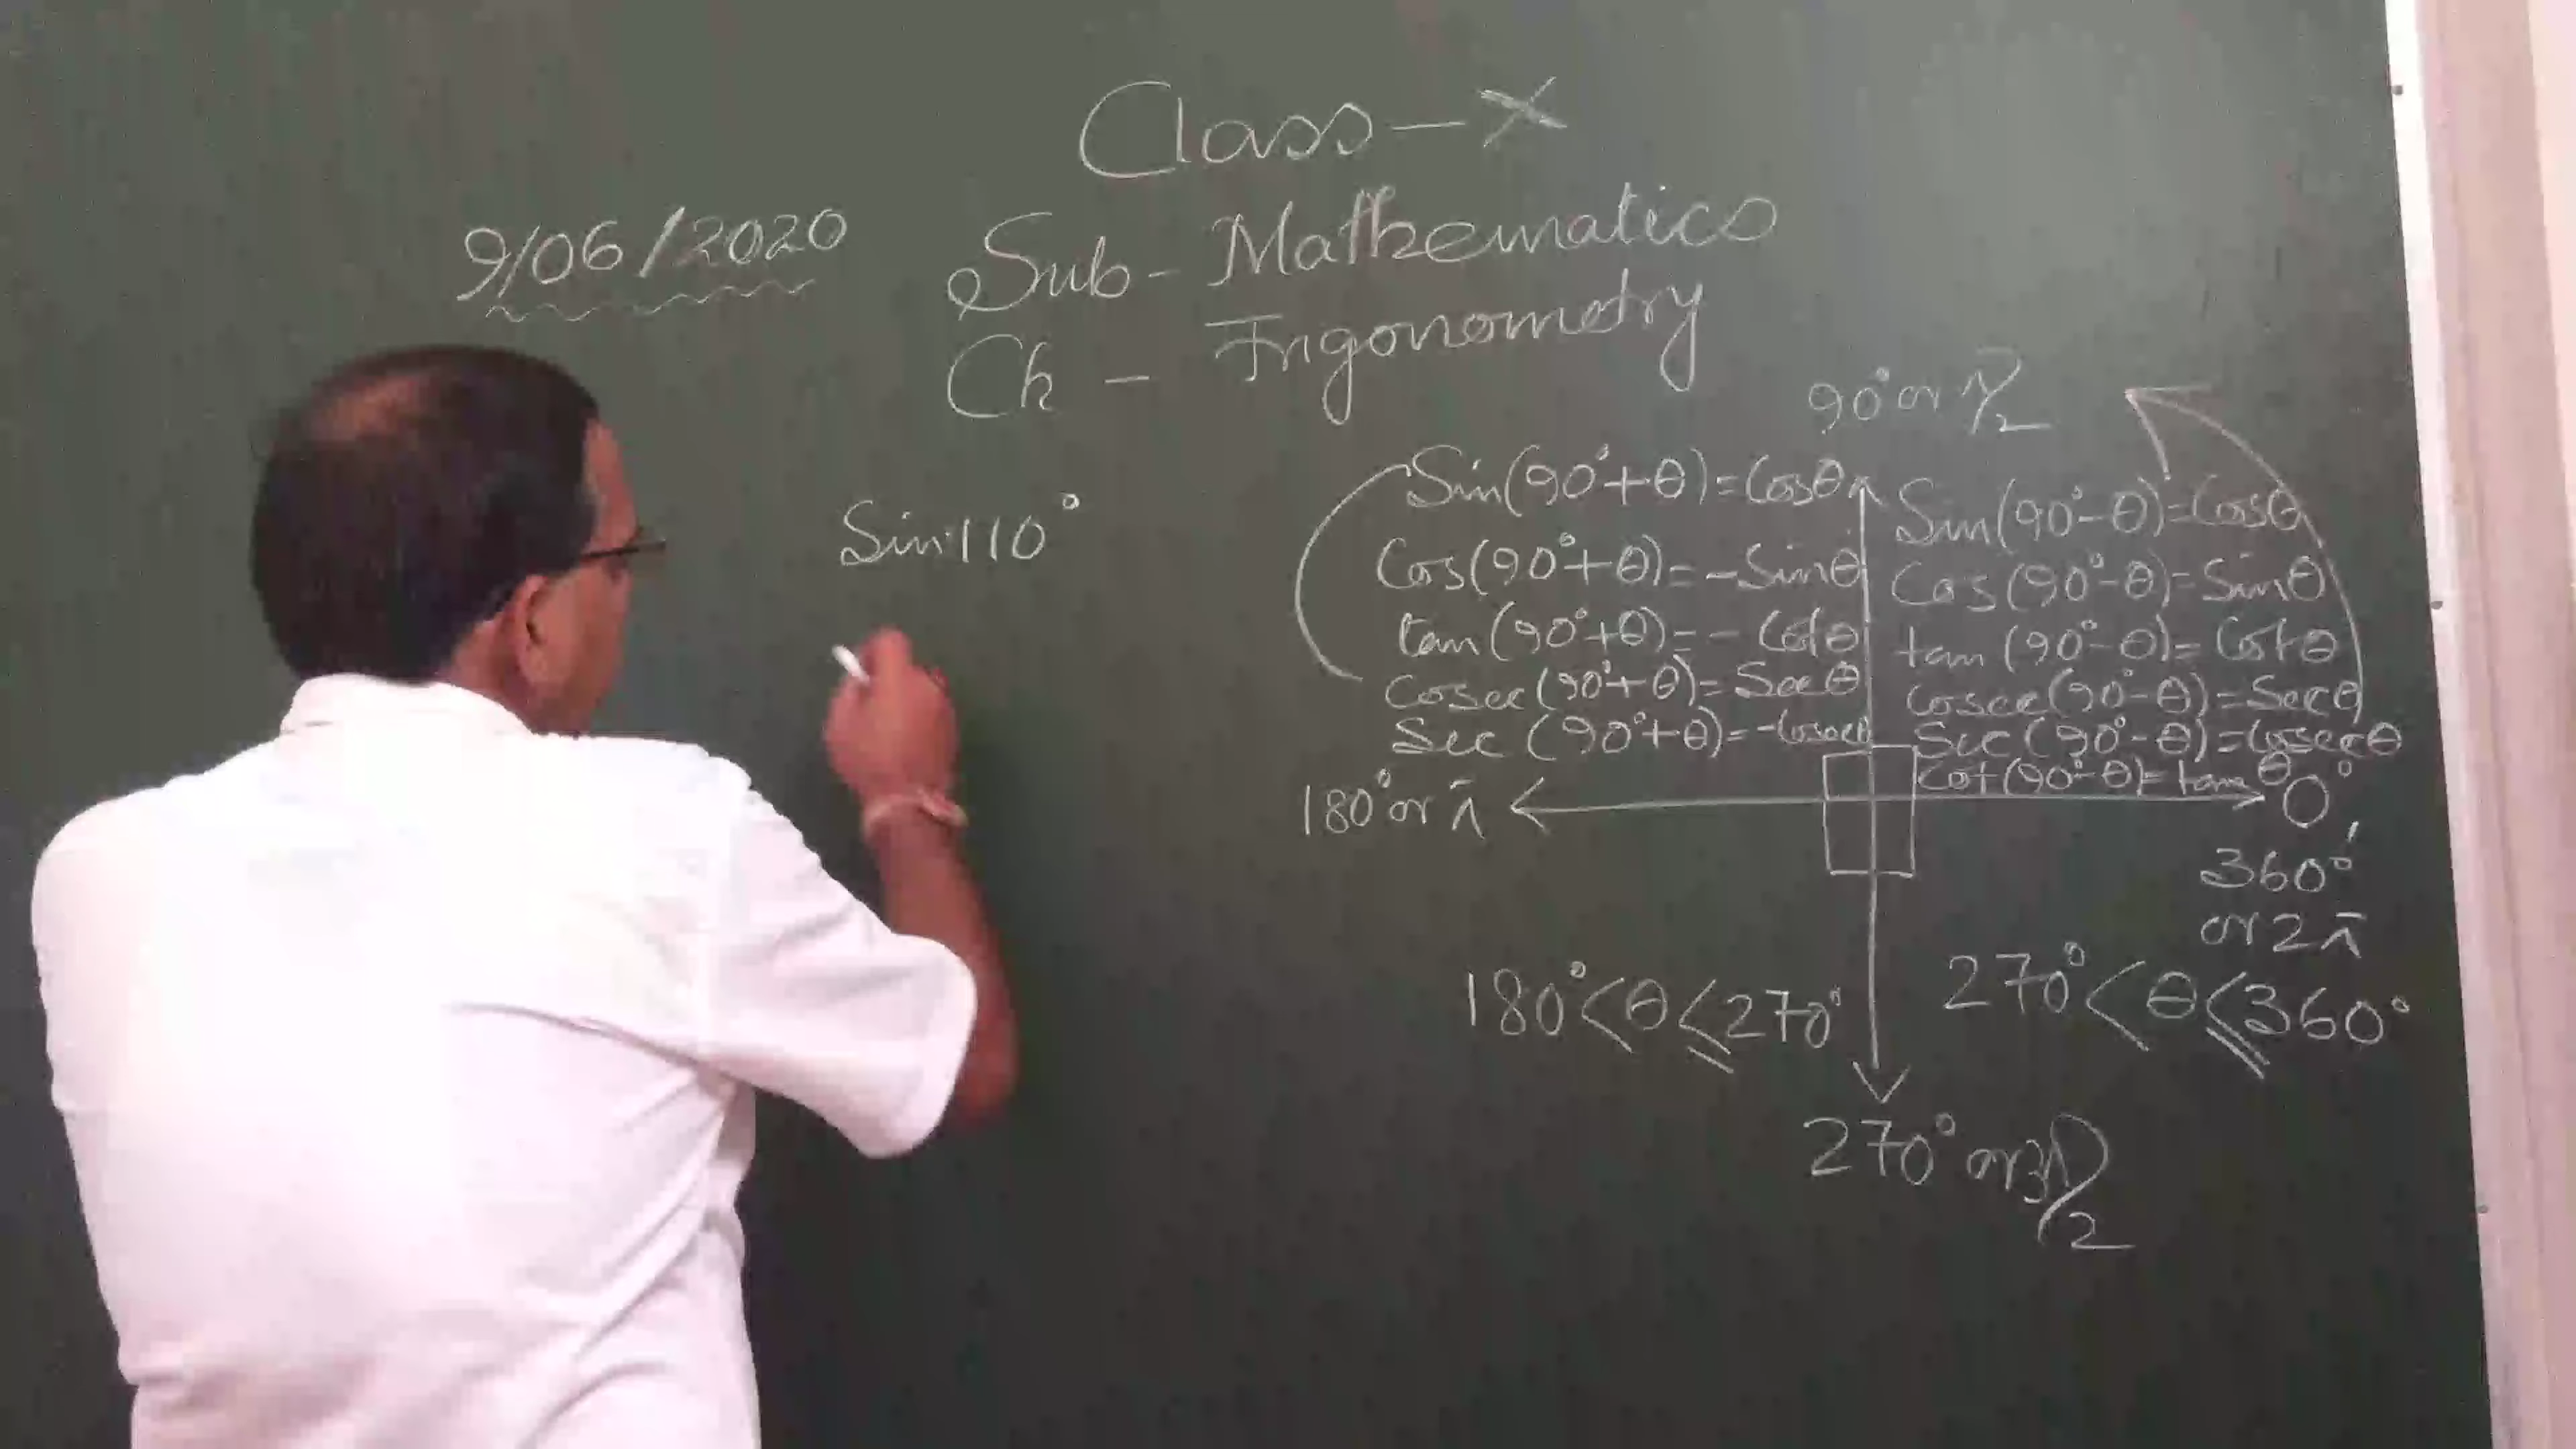 Class – X
9/06/2020
Sub - Mathematics
Ch - Trigonometry
90° or π/2
Sin 110°
Sin(90°+θ)=Cosθ
Cos(90°+θ)=-Sinθ
tan(90°+θ)=-Cotθ
Cosec(90°+θ)=Secθ
Sec(90°+θ)=-Cosecθ
Sin(90°-θ)=Cosθ
Cos(90°-θ)=Sinθ
tan(90°-θ)=Cotθ
Cosec(90°-θ)=Secθ
Sec(90°-θ)=Cosecθ
Cot(90°-θ)=tanθ
180° or π
0°,
360°
or 2π
180°<θ≤270°
270°<θ≤360°
270° or 3π/2